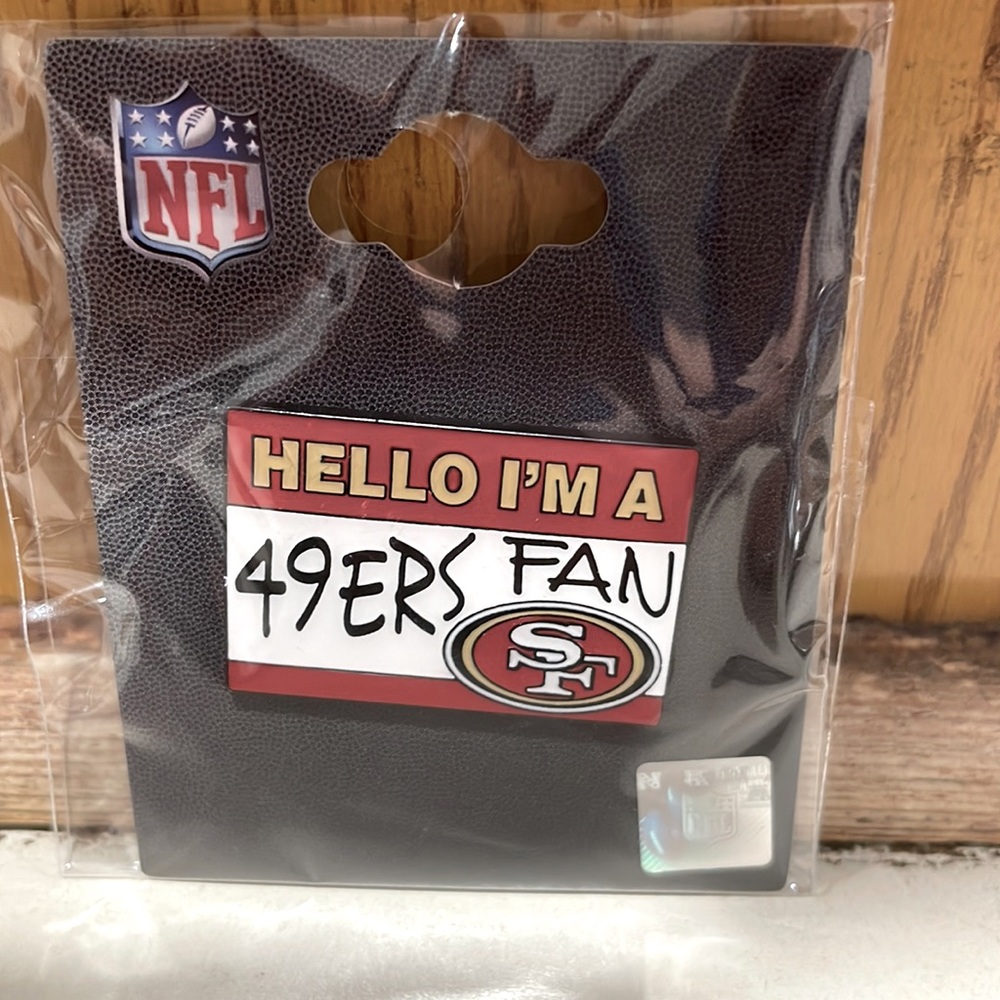 NFL
HELLO I'M A
49ERS FAN
SF